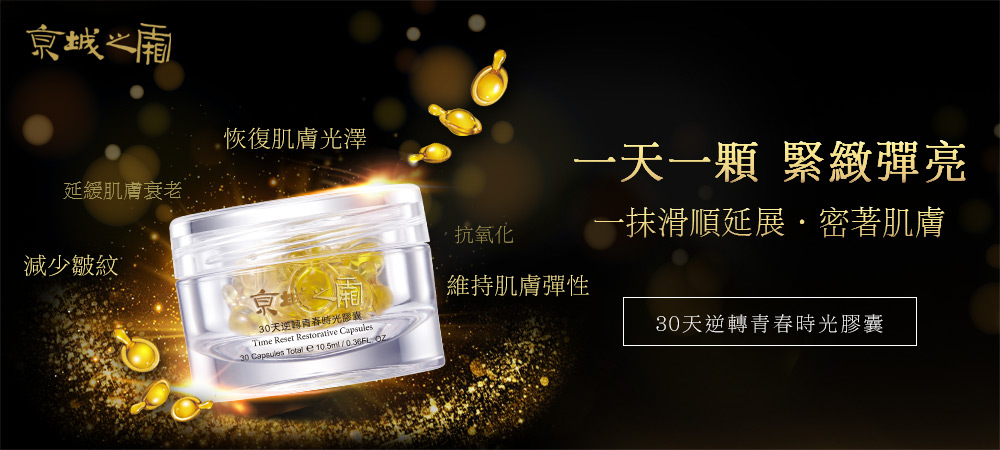 京城之霜
恢復肌膚光澤
延緩肌膚衰老
減少皺紋
抗氧化
維持肌膚彈性
京城之霜
30天逆轉青春時光膠囊
Time Reset Restorative Capsules
30 Capsules Total ℮ 10.5ml / 0.36FL. OZ.
一天一顆 緊緻彈亮
一抹滑順延展・密著肌膚
30天逆轉青春時光膠囊